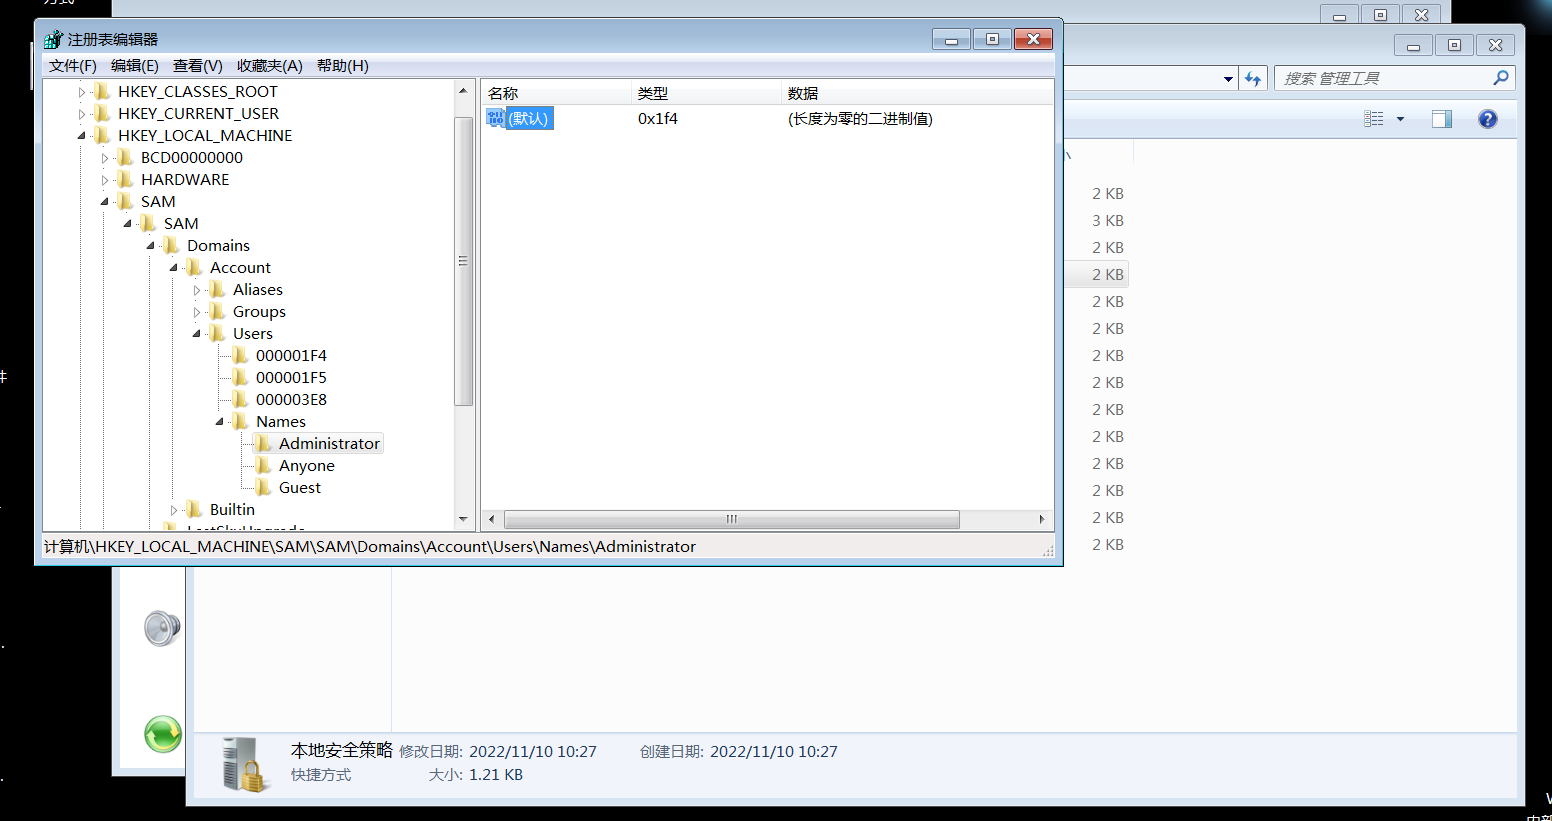 方式
注册表编辑器
文件(F) 编辑(E) 查看(V) 收藏夹(A) 帮助(H)
HKEY_CLASSES_ROOT
HKEY_CURRENT_USER
HKEY_LOCAL_MACHINE
BCD00000000
HARDWARE
SAM
SAM
Domains
Account
Aliases
Groups
Users
000001F4
000001F5
000003E8
Names
Administrator
Anyone
Guest
Builtin
LastSkuUpgrade
名称 类型 数据
(默认) 0x1f4 (长度为零的二进制值)
计算机\HKEY_LOCAL_MACHINE\SAM\SAM\Domains\Account\Users\Names\Administrator
搜索 管理工具
2 KB
3 KB
2 KB
2 KB
2 KB
2 KB
2 KB
2 KB
2 KB
2 KB
2 KB
2 KB
2 KB
2 KB
本地安全策略 修改日期: 2022/11/10 10:27 创建日期: 2022/11/10 10:27
快捷方式 大小: 1.21 KB
件